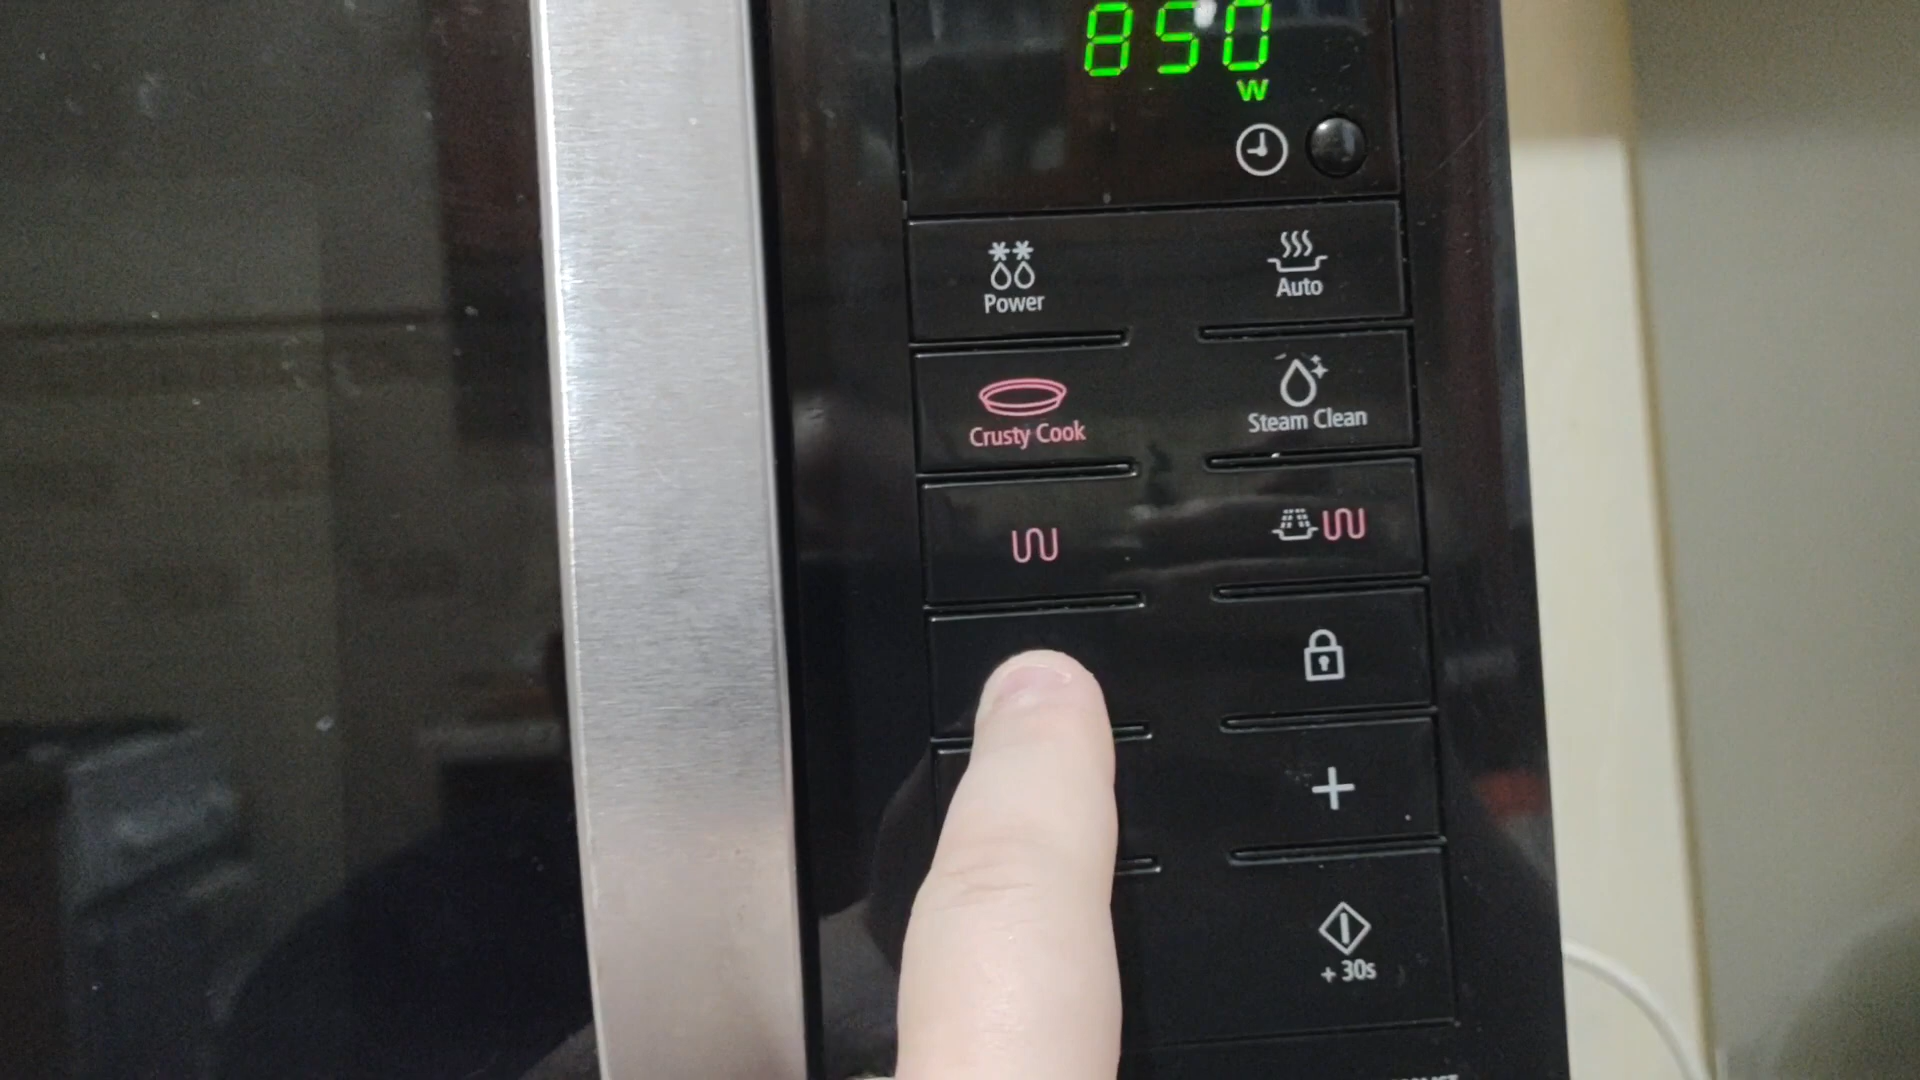 850
W
Power
Auto
Crusty Cook
Steam Clean
+
+ 30s